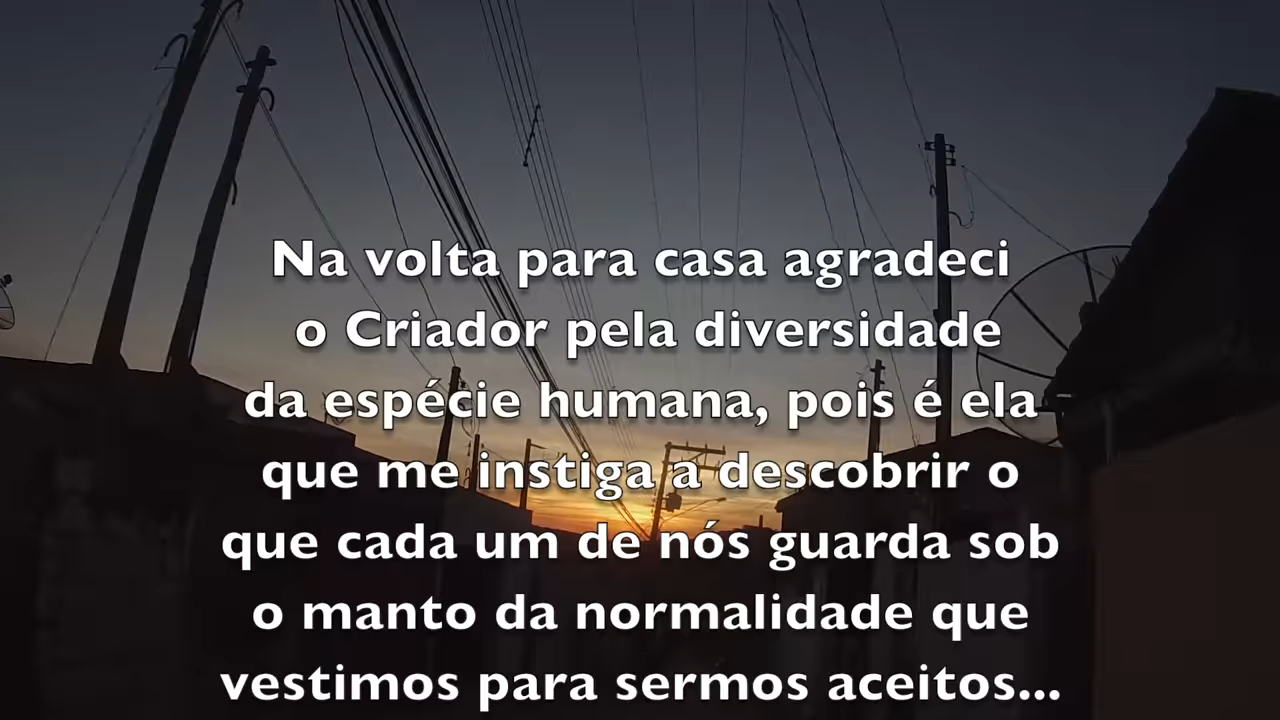 Na volta para casa agradeci
o Criador pela diversidade
da espécie humana, pois é ela
que me instiga a descobrir o
que cada um de nós guarda sob
o manto da normalidade que
vestimos para sermos aceitos...